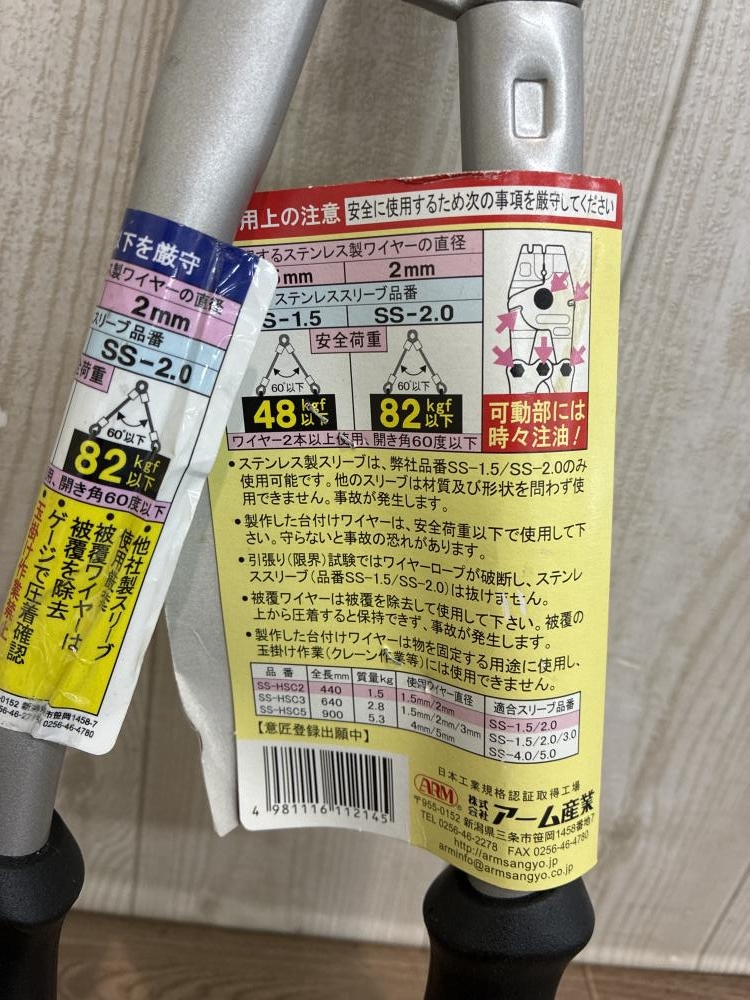 下を厳守
製ワイヤーの直径
2mm
スリーブ品番
SS-2.0
荷重
60°以下
82 kgf以下
用、開き角60度以下
・他社製スリーブ
・被覆ワイヤーは
被覆を除去
・ゲージで圧着確認
笹岡1458-7
0256-46-4780
用上の注意 安全に使用するため次の事項を厳守してください
するステンレス製ワイヤーの直径
mm 2mm
ステンレススリーブ品番
S-1.5 SS-2.0
安全荷重
60°以下 60°以下
48 kgf以下 82 kgf以下
ワイヤー2本以上使用、開き角60度以下
可動部には
時々注油！
・ステンレス製スリーブは、弊社品番SS-1.5/SS-2.0のみ
使用可能です。他のスリーブは材質及び形状を問わず使
用できません。事故が発生します。
・製作した台付けワイヤーは、安全荷重以下で使用して下
さい。守らないと事故の恐れがあります。
・引張り（限界）試験ではワイヤーロープが破断し、ステンレ
ススリーブ（品番SS-1.5/SS-2.0）は抜けません。
・被覆ワイヤーは被覆を除去して使用して下さい。被覆の
上から圧着すると保持できず、事故が発生します。
・製作した台付けワイヤーは物を固定する用途に使用し、
玉掛け作業（クレーン作業等）には使用できません。
品番 全長mm 質量kg 使用ワイヤー直径 適合スリーブ品番
SS-HSC2 440 1.5 1.5mm/2mm SS-1.5/2.0
SS-HSC3 640 2.8 1.5mm/2mm/3mm SS-1.5/2.0/3.0
SS-HSC5 900 5.3 4mm/5mm SS-4.0/5.0
【意匠登録出願中】
4 981116 112145
日本工業規格認証取得工場
ARM 株式会社 アーム産業
〒955-0152 新潟県三条市笹岡1458番地7
TEL 0256-46-2278 FAX 0256-46-4780
http://armsangyo.jp
arminfo@armsangyo.co.jp